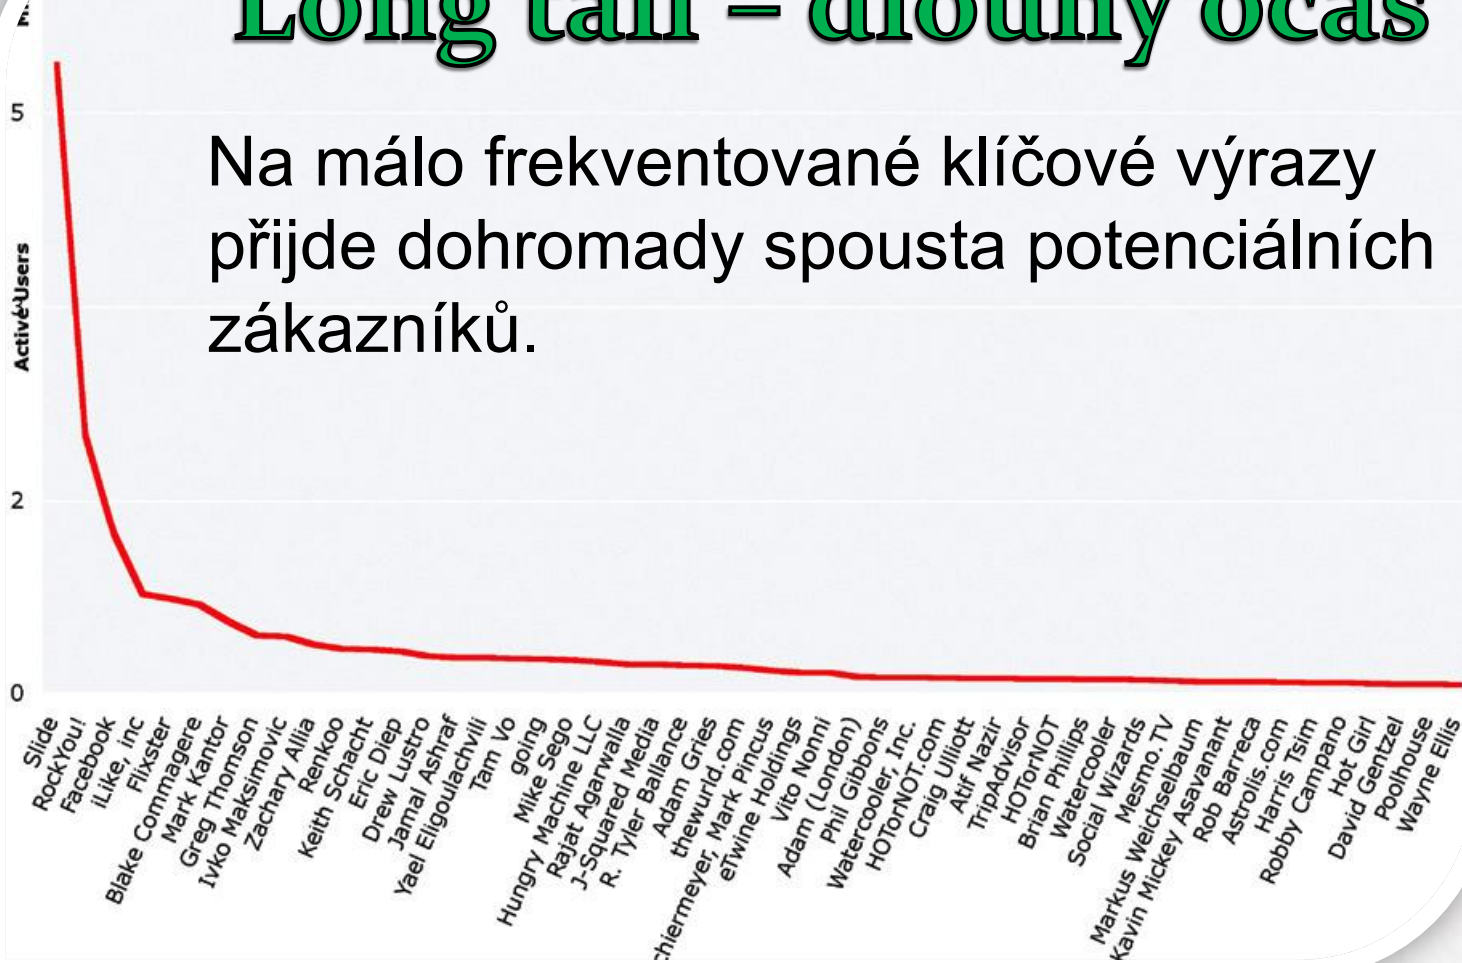 Long tail – dlouhý ocas
5
Na málo frekventované klíčové výrazy
přijde dohromady spousta potenciálních
zákazníků.
Active Users
2
0
Slide
RockYou!
Facebook
iLike, inc
Flixster
Blake Commagere
Mark Kantor
Greg Thomson
Ivko Maksimovic
Zachary Allia
Renkoo
Keith Schacht
Eric Diep
Drew Lustro
Jamal Ashraf
Yael Eligoulachvili
Tam Vo
going
Mike Sego
Hungry Machine LLC
Rajat Agarwalla
J-Squared Media
R. Tyler Ballance
Adam Gries
thewurld.com
chiermeyer, Mark Pincus
eTwine Holdings
Vito Nonni
Adam (London)
Phil Gibbons
Watercooler, Inc.
HOTorNOT.com
Craig Ulliott
Atif Nazir
TripAdvisor
HOTorNOT
Brian Phillips
Watercooler
Social Wizards
Mesmo.TV
Markus Weichselbaum
Kavin Mickey Asavanant
Rob Barreca
Astrolis.com
Harris Tsim
Robby Campano
Hot Girl
David Gentzel
Poolhouse
Wayne Ellis